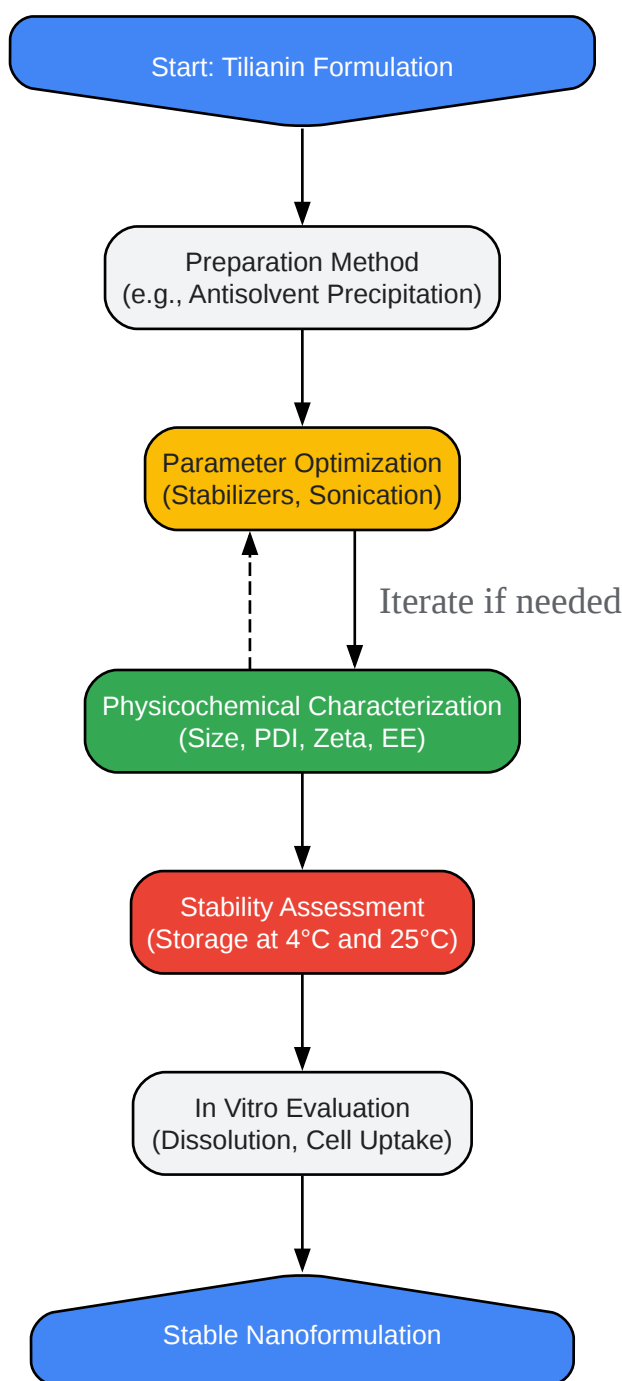 Start: Tilianin Formulation
Preparation Method
(e.g., Antisolvent Precipitation)
Parameter Optimization
(Stabilizers, Sonication)
Iterate if needed
Physicochemical Characterization
(Size, PDI, Zeta, EE)
Stability Assessment
(Storage at 4°C and 25°C)
In Vitro Evaluation
(Dissolution, Cell Uptake)
Stable Nanoformulation